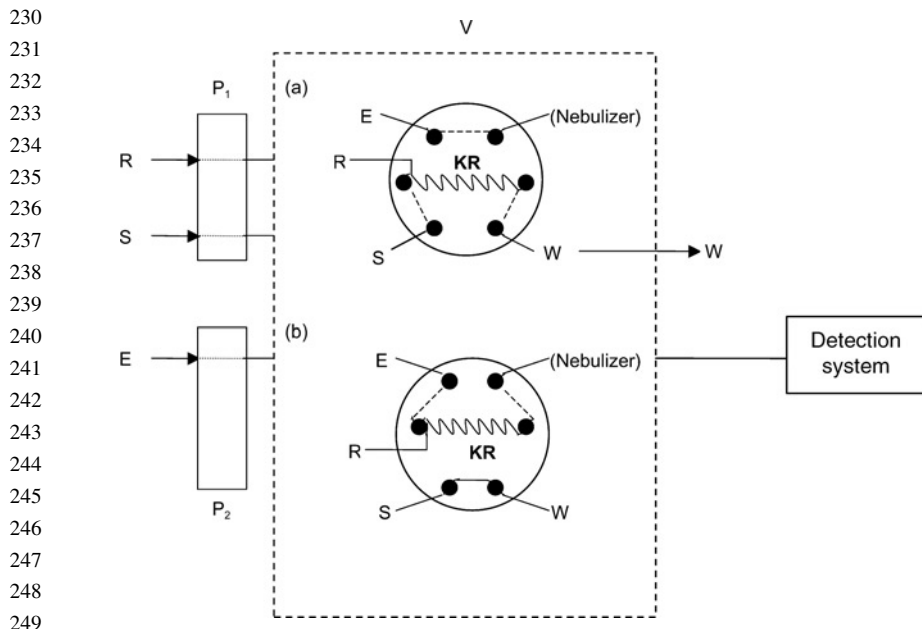 230
231
232
233
234
235
236
237
238
239
240
241
242
243
244
245
246
247
248
249
V
P1
(a)
E
(Nebulizer)
R
R
KR
S
S
W
W
(b)
E
E
(Nebulizer)
Detection
system
R
KR
S
W
P2